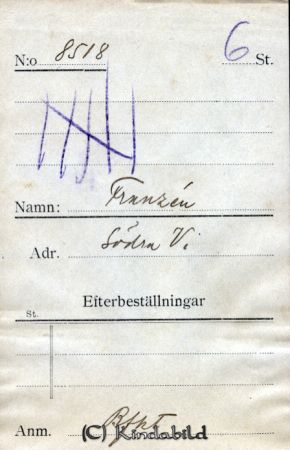 N:o 8518 6 St.
Namn: Franzén
Adr. Södra V.
Efterbeställningar
St.
Anm.
(C) Kindabild